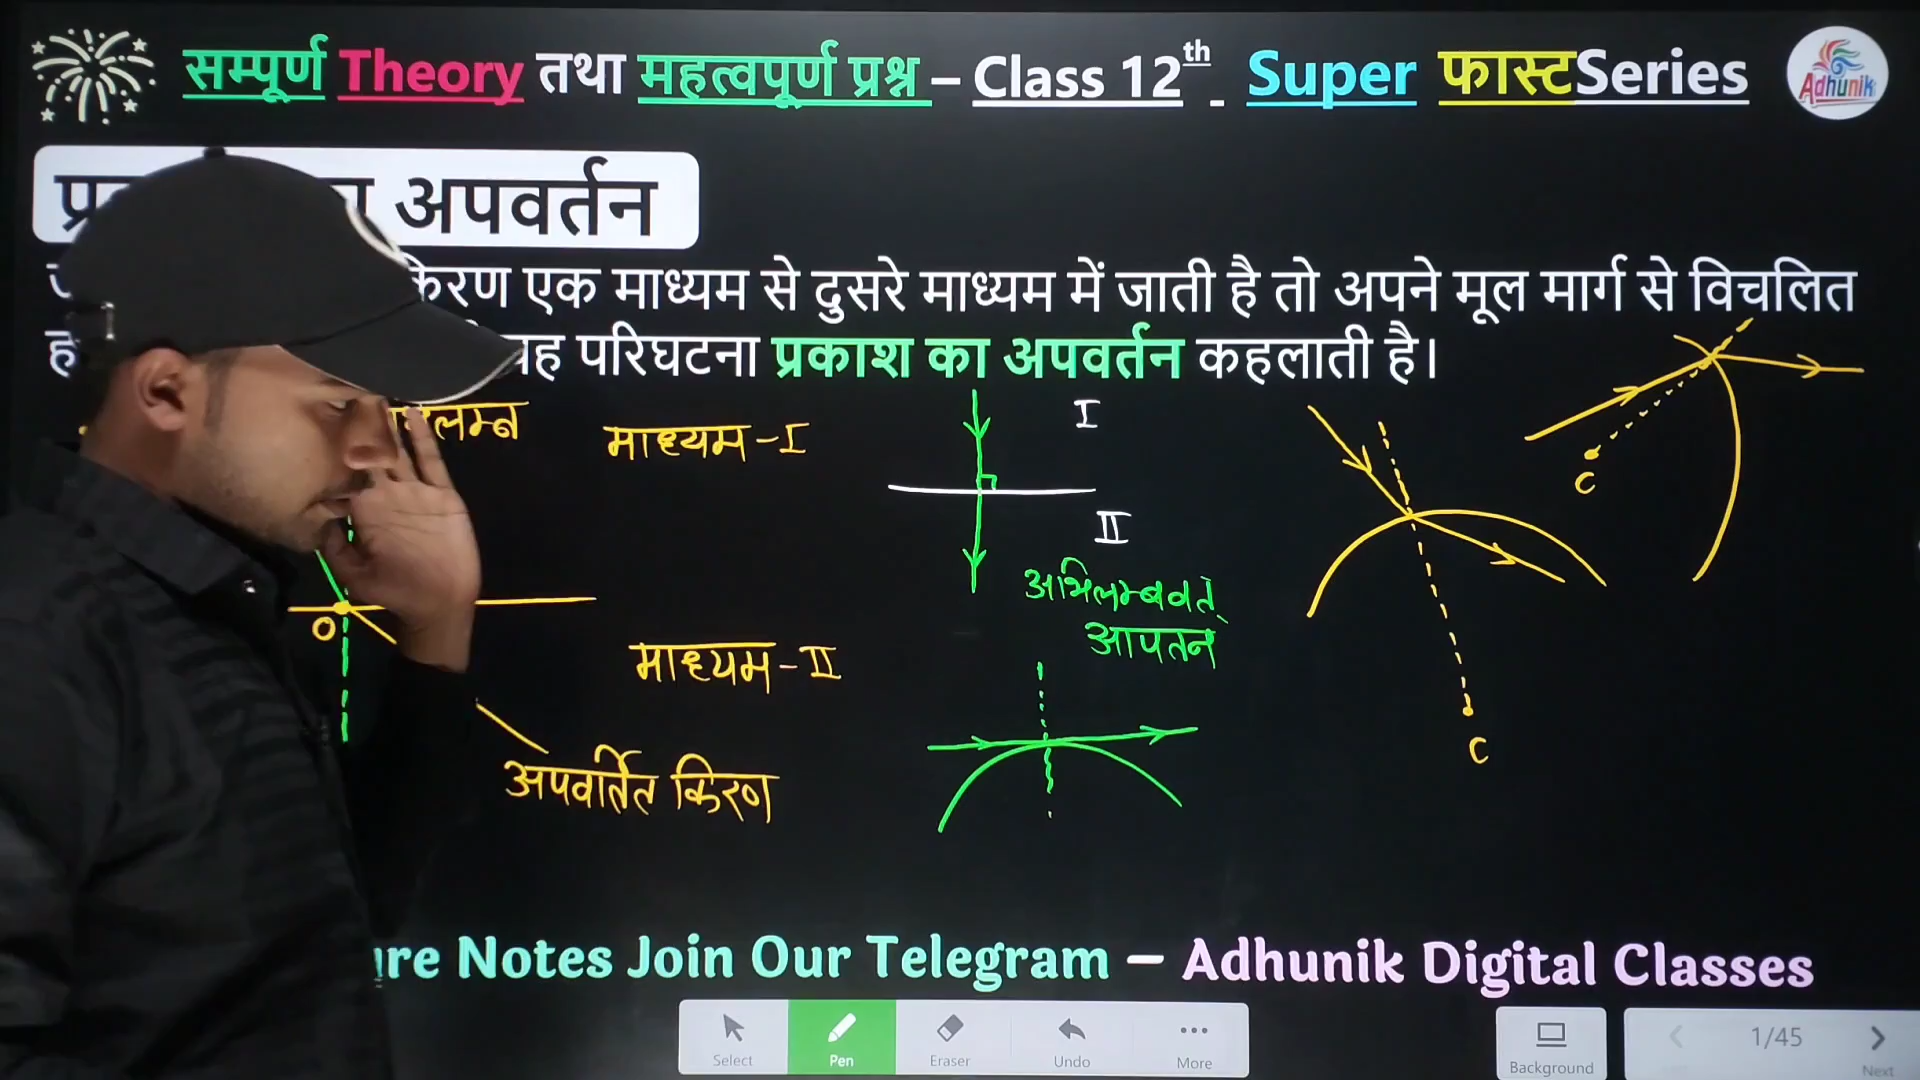 सम्पूर्ण Theory तथा महत्वपूर्ण प्रश्न – Class 12th - Super फास्टSeries
Adhunik
अपवर्तन
किरण एक माध्यम से दुसरे माध्यम में जाती है तो अपने मूल मार्ग से विचलित
यह परिघटना प्रकाश का अपवर्तन कहलाती है।
माध्यम-I
I
C
II
अभिलम्बवत्
आपतन
O
माध्यम-II
C
अपवर्तित किरण
Notes Join Our Telegram – Adhunik Digital Classes
Select
Pen
Eraser
Undo
More
Background
1/45
Next